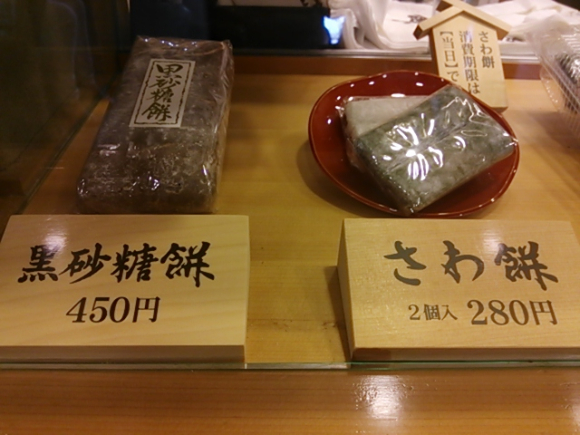 黒砂糖餅
さわ餅
消費期限は
【当日】で
黒砂糖餅
450円
さわ餅
2個入 280円